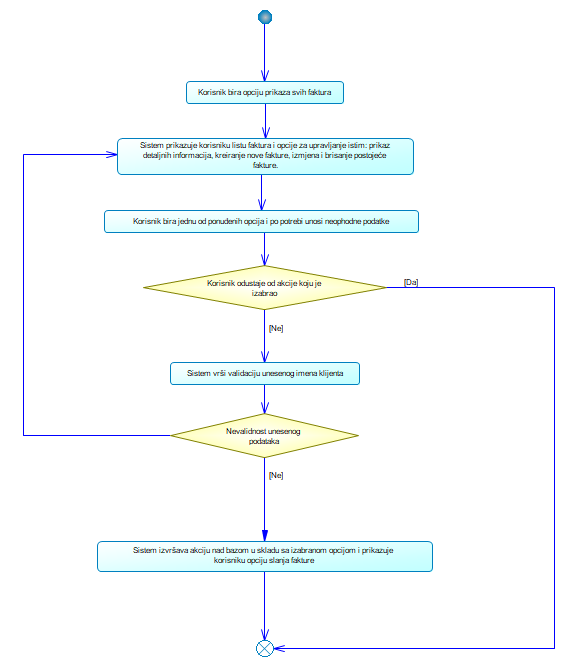 Korisnik bira opciju prikaza svih faktura
Sistem prikazuje korisniku listu faktura i opcije za upravljanje istim: prikaz
detaljnih informacija, kreiranje nove fakture, izmjena i brisanje postojeće
fakture.
Korisnik bira jednu od ponuđenih opcija i po potrebi unosi neophodne podatke
Korisnik odustaje od akcije koju je
izabrao
[Da]
[Ne]
Sistem vrši validaciju unesenog imena klijenta
Nevalidnost unesenog
podataka
[Ne]
Sistem izvršava akciju nad bazom u skladu sa izabranom opcijom i prikazuje
korisniku opciju slanja fakture